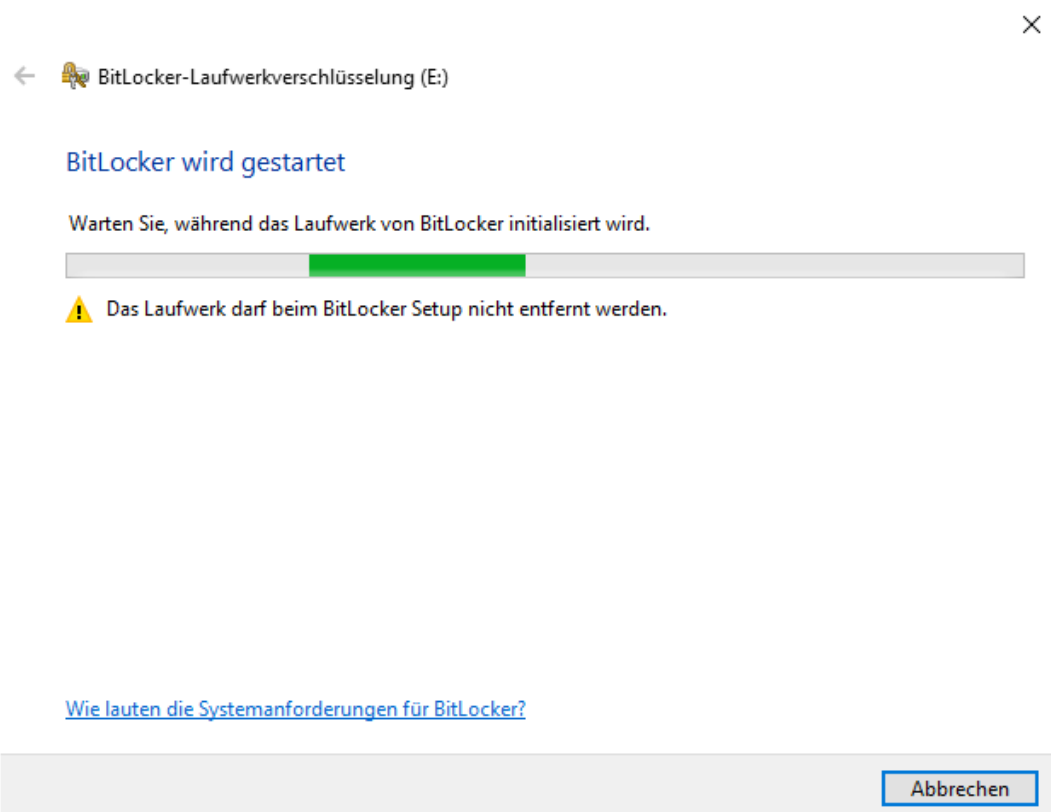 BitLocker-Laufwerkverschlüsselung (E:)
BitLocker wird gestartet
Warten Sie, während das Laufwerk von BitLocker initialisiert wird.
Das Laufwerk darf beim BitLocker Setup nicht entfernt werden.
Wie lauten die Systemanforderungen für BitLocker?
Abbrechen